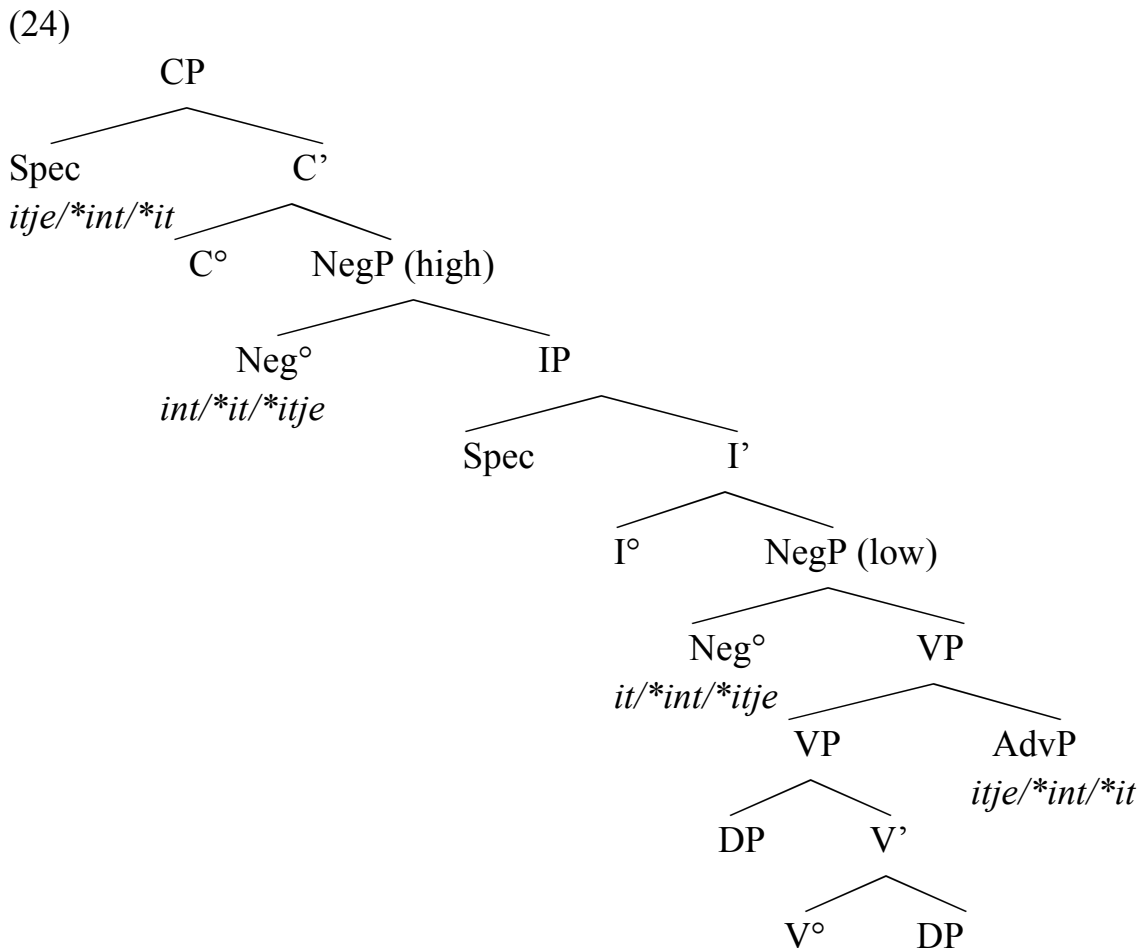 (24)
CP
Spec C’
itje/*int/*it
C° NegP (high)
Neg° IP
int/*it/*itje
Spec I’
I° NegP (low)
Neg° VP
it/*int/*itje
VP AdvP
itje/*int/*it
DP V’
V° DP